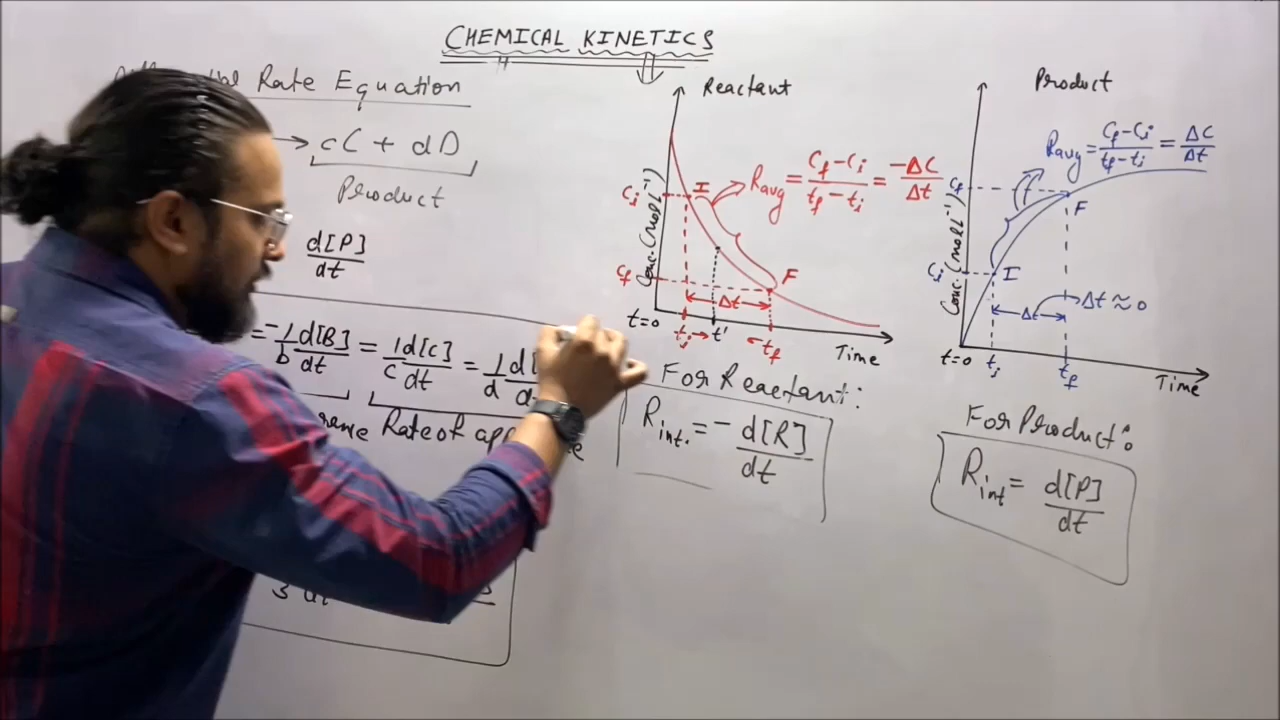 CHEMICAL KINETICS
Rate Equation
→ cC + dD
Product
d[P]/dt
= -1/b d[B]/dt = 1/c d[C]/dt = 1/d d
Rate of
3 dt
Reactant
Conc. (mol L⁻¹)
Ci
Cf
I
F
Ravg = Cf - Ci / tf - ti = -ΔC/Δt
Δt
t=0
ti → t' ← tf
Time
For Reactant:
Rint. = - d[R]/dt
Product
Conc. (mol L⁻¹)
Cf
Ci
I
F
Ravg = Cf - Ci / tf - ti = ΔC/Δt
Δt
Δt ≈ 0
t=0
ti
tf
Time
For Product:
Rint = d[P]/dt